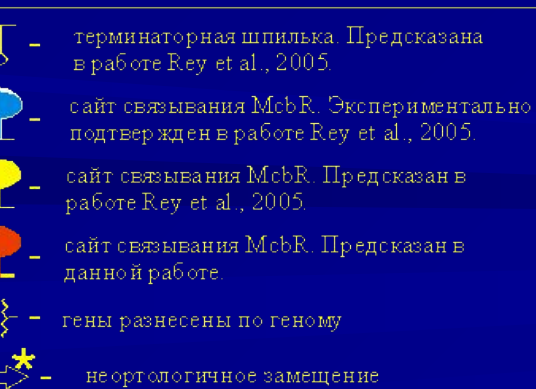 - терминаторная шпилька. Предсказана
в работе Rey et al., 2005.
- сайт связывания McbR. Экспериментально
подтвержден в работе Rey et al., 2005.
- сайт связывания McbR. Предсказан в
работе Rey et al., 2005.
- сайт связывания McbR. Предсказан в
данной работе.
- гены разнесены по геному
* - неортологичное замещение